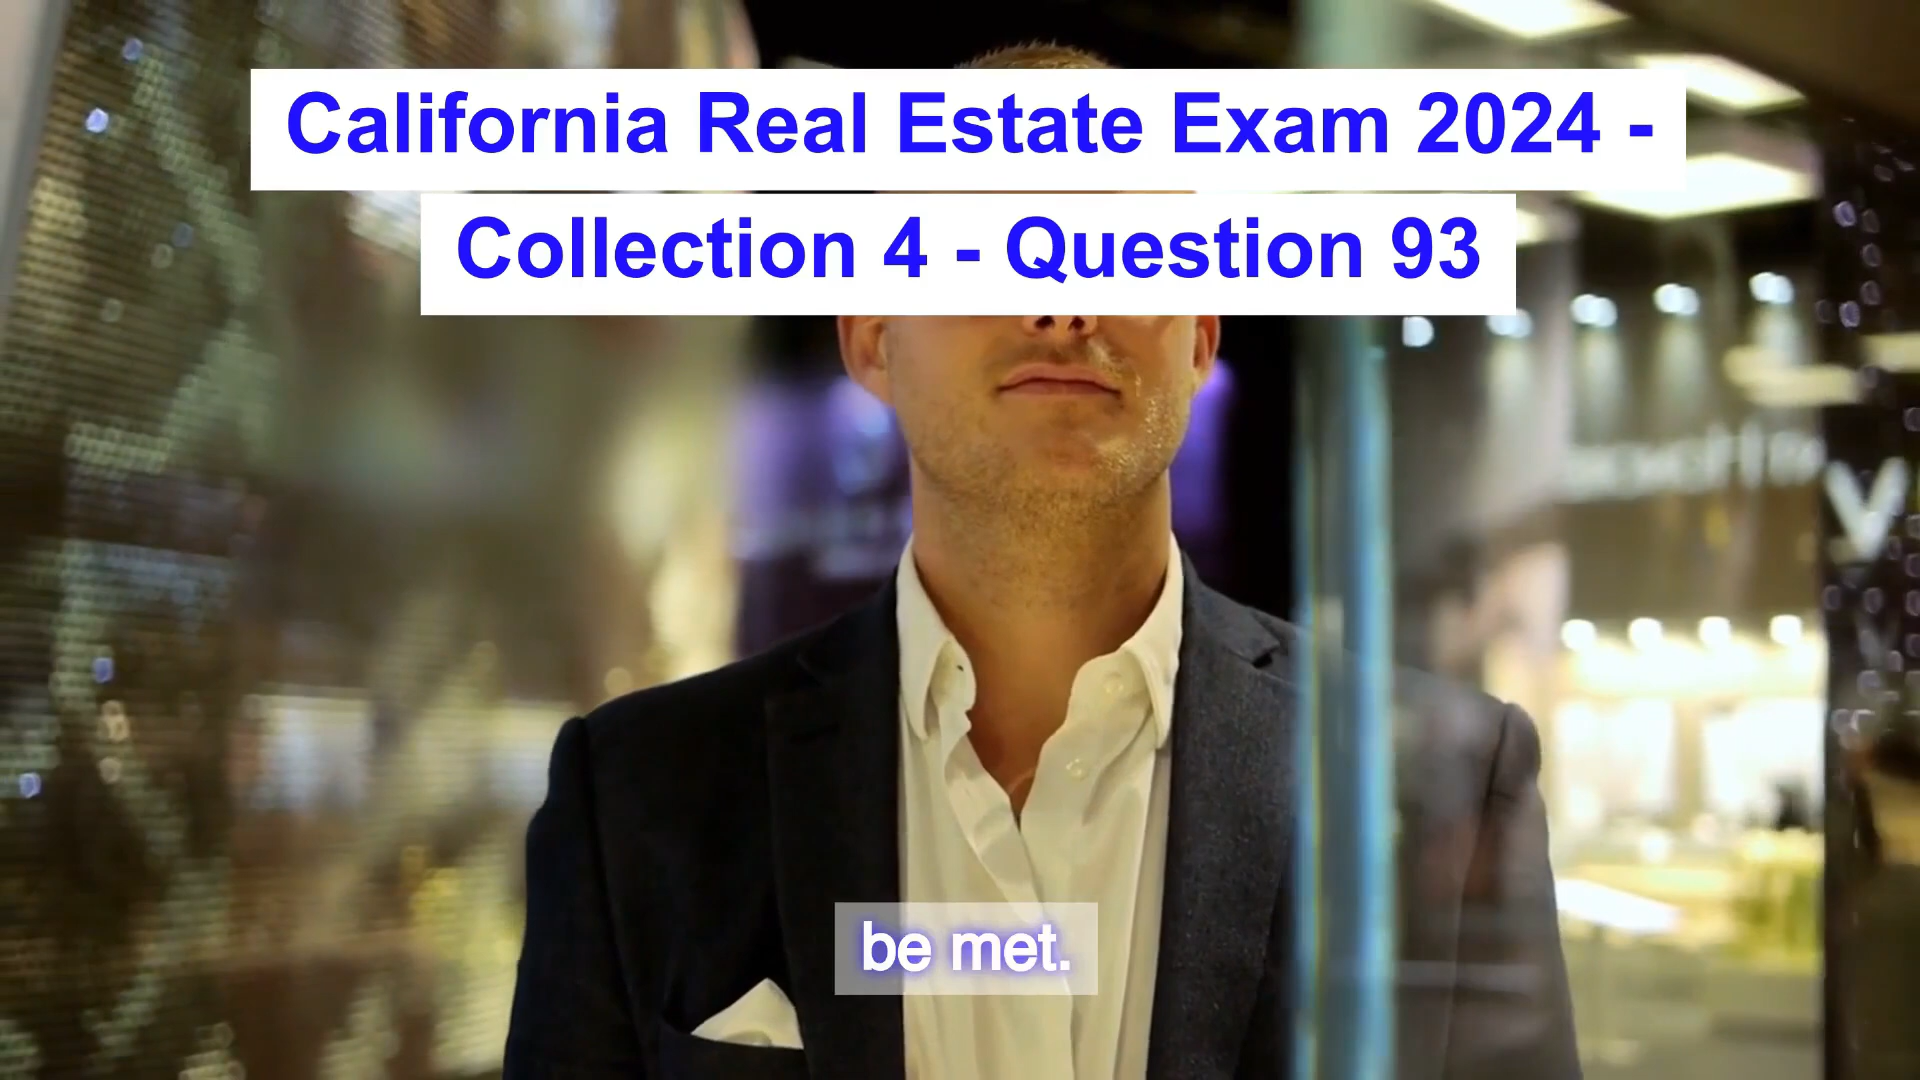 California Real Estate Exam 2024 -
Collection 4 - Question 93
be met.